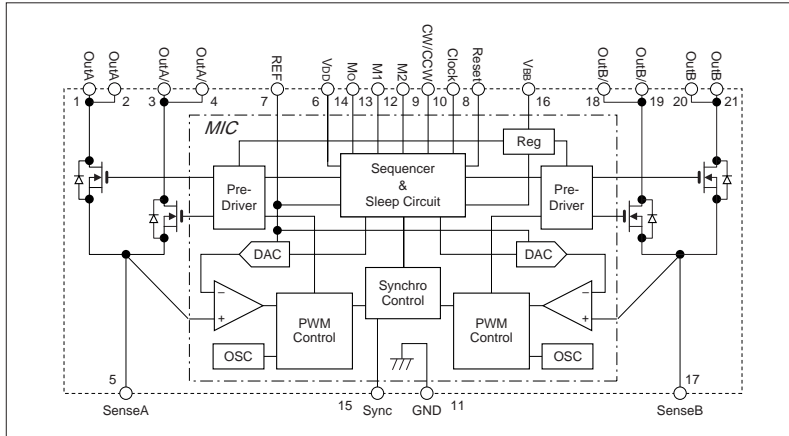 OutA
OutA
OutA/
OutA/
REF
VDD
MO
M1
M2
CW/CCW
Clock
Reset
VBB
OutB/
OutB/
OutB
OutB
1
2
3
4
7
6
14
13
12
9
10
8
16
18
19
20
21
MIC
Reg
Pre-
Driver
Sequencer
&
Sleep Circuit
Pre-
Driver
DAC
DAC
Synchro
Control
−
+
PWM
Control
PWM
Control
−
+
OSC
OSC
5
SenseA
15
Sync
GND
11
17
SenseB